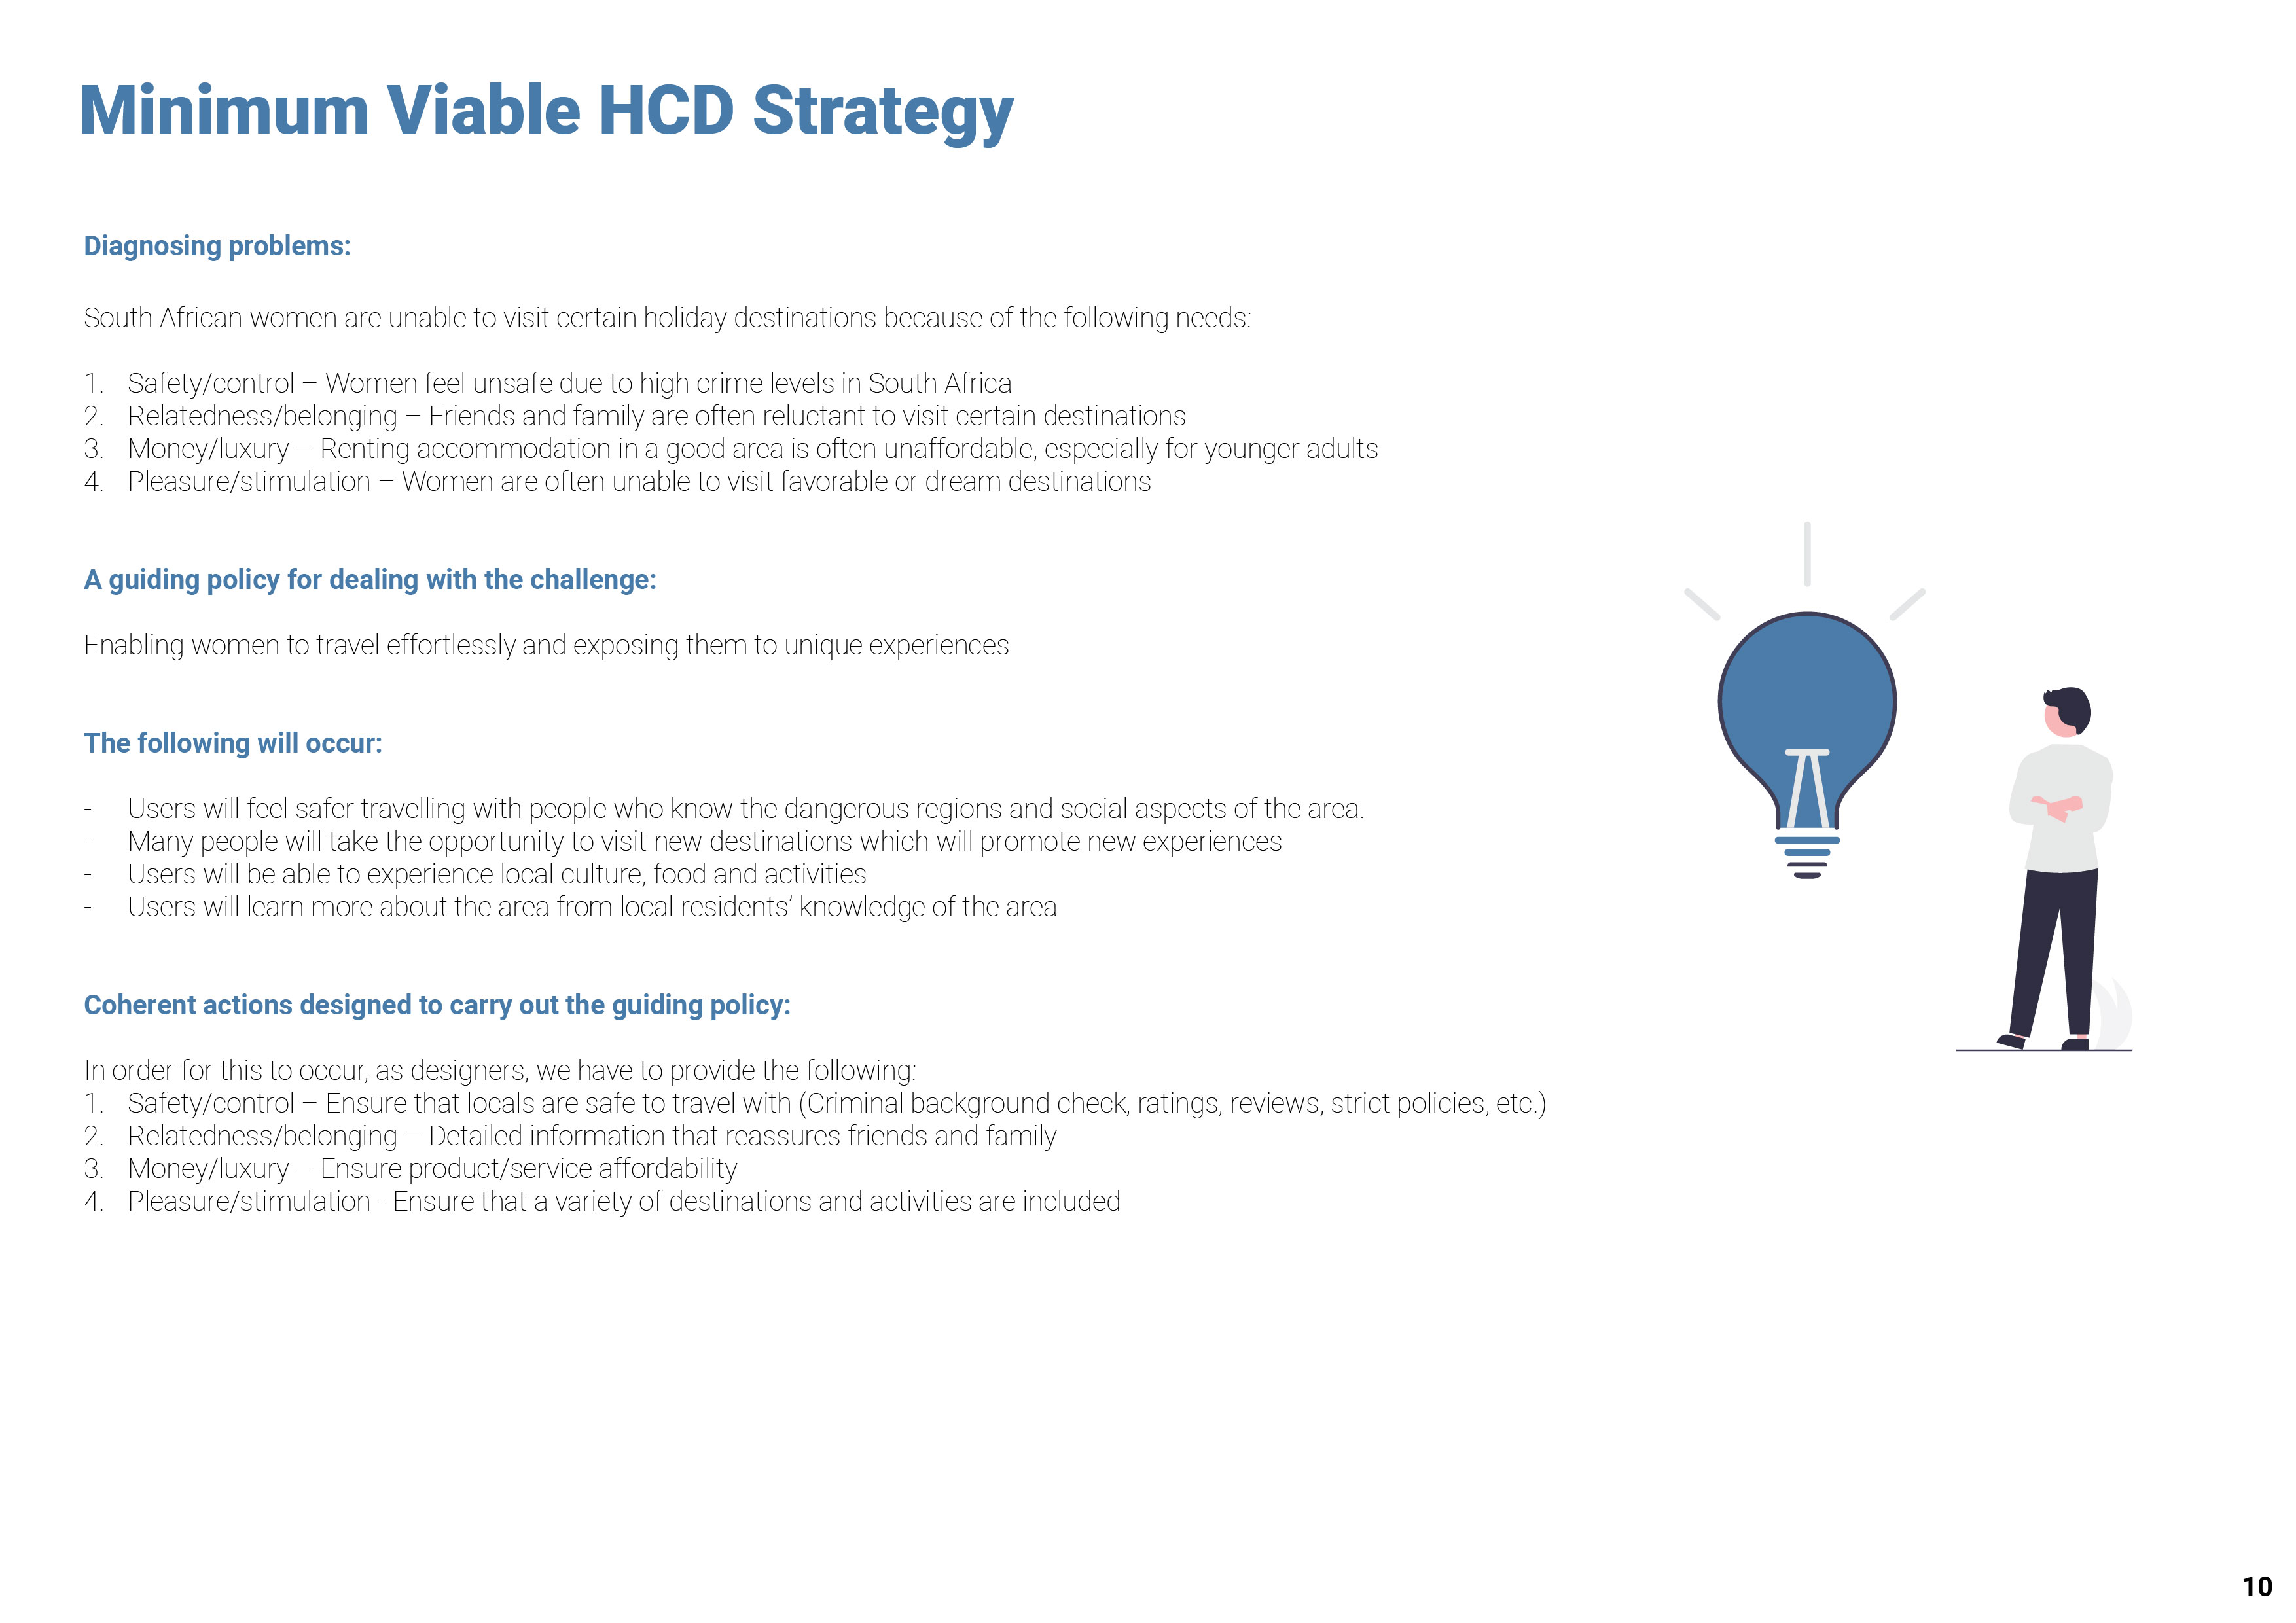 Minimum Viable HCD Strategy
Diagnosing problems:
South African women are unable to visit certain holiday destinations because of the following needs:
1. Safety/control – Women feel unsafe due to high crime levels in South Africa
2. Relatedness/belonging – Friends and family are often reluctant to visit certain destinations
3. Money/luxury – Renting accommodation in a good area is often unaffordable, especially for younger adults
4. Pleasure/stimulation – Women are often unable to visit favorable or dream destinations
A guiding policy for dealing with the challenge:
Enabling women to travel effortlessly and exposing them to unique experiences
The following will occur:
- Users will feel safer travelling with people who know the dangerous regions and social aspects of the area.
- Many people will take the opportunity to visit new destinations which will promote new experiences
- Users will be able to experience local culture, food and activities
- Users will learn more about the area from local residents’ knowledge of the area
Coherent actions designed to carry out the guiding policy:
In order for this to occur, as designers, we have to provide the following:
1. Safety/control – Ensure that locals are safe to travel with (Criminal background check, ratings, reviews, strict policies, etc.)
2. Relatedness/belonging – Detailed information that reassures friends and family
3. Money/luxury – Ensure product/service affordability
4. Pleasure/stimulation - Ensure that a variety of destinations and activities are included
10